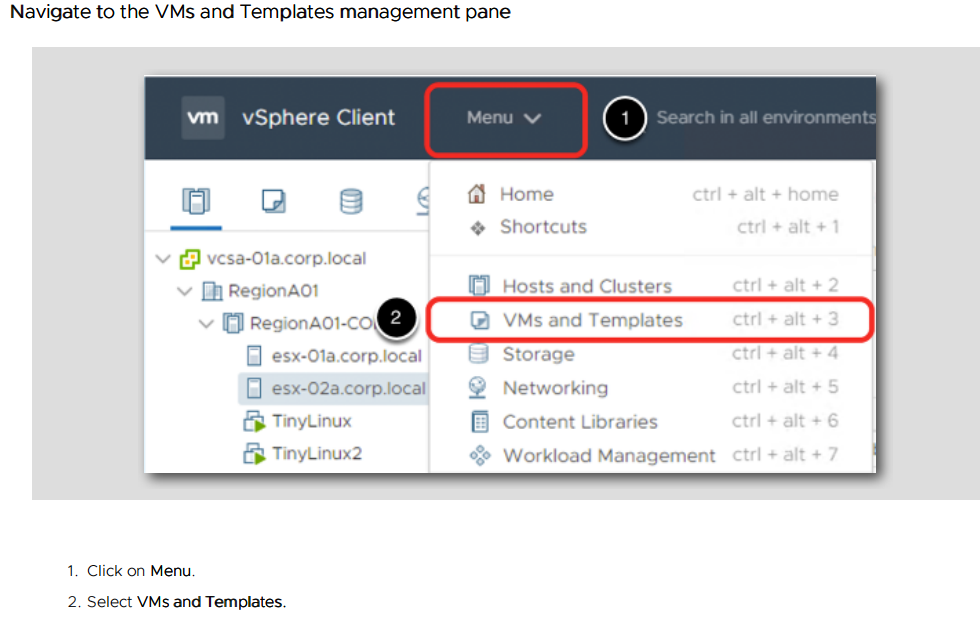 Navigate to the VMs and Templates management pane
vm vSphere Client Menu 1 Search in all environments
Home ctrl + alt + home
Shortcuts ctrl + alt + 1
vcsa-01a.corp.local
RegionA01 Hosts and Clusters ctrl + alt + 2
RegionA01-CO 2 VMs and Templates ctrl + alt + 3
esx-01a.corp.local Storage ctrl + alt + 4
esx-02a.corp.local Networking ctrl + alt + 5
TinyLinux Content Libraries ctrl + alt + 6
TinyLinux2 Workload Management ctrl + alt + 7
1. Click on Menu.
2. Select VMs and Templates.